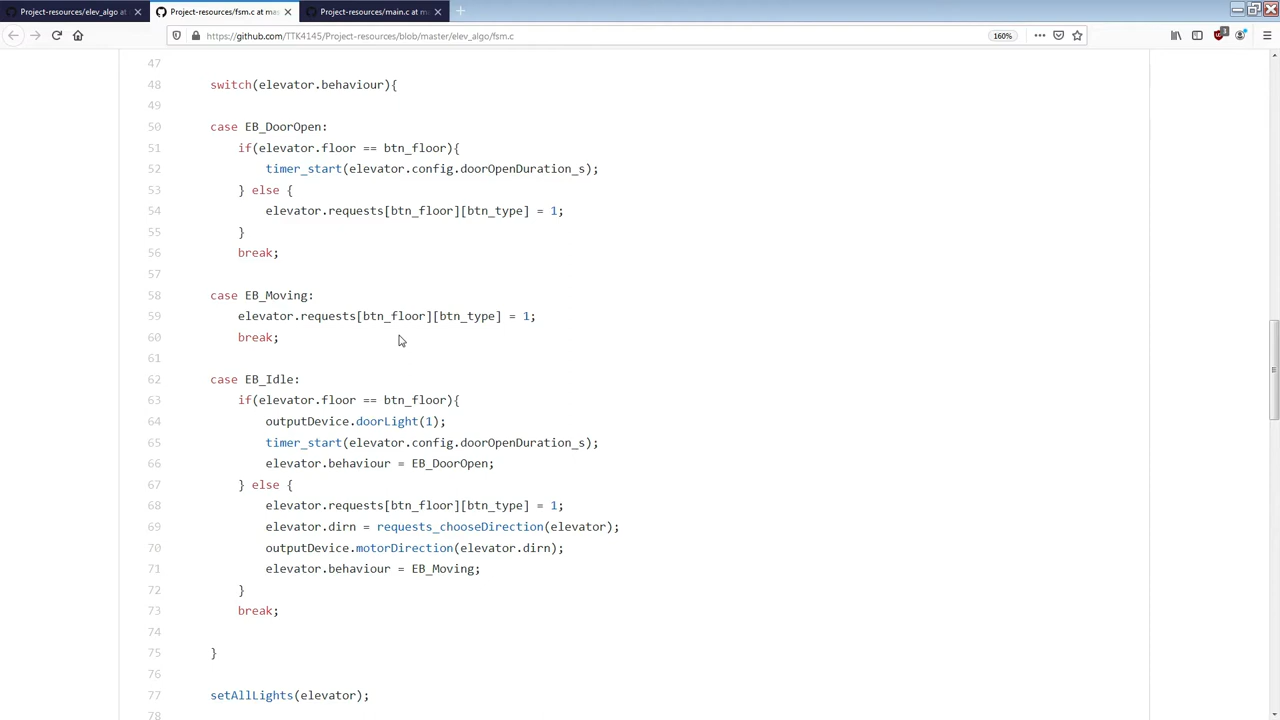 Project-resources/elev_algo at
Project-resources/fsm.c at mas
Project-resources/main.c at m
https://github.com/TTK4145/Project-resources/blob/master/elev_algo/fsm.c
160%
47
48 switch(elevator.behaviour){
49
50 case EB_DoorOpen:
51 if(elevator.floor == btn_floor){
52 timer_start(elevator.config.doorOpenDuration_s);
53 } else {
54 elevator.requests[btn_floor][btn_type] = 1;
55 }
56 break;
57
58 case EB_Moving:
59 elevator.requests[btn_floor][btn_type] = 1;
60 break;
61
62 case EB_Idle:
63 if(elevator.floor == btn_floor){
64 outputDevice.doorLight(1);
65 timer_start(elevator.config.doorOpenDuration_s);
66 elevator.behaviour = EB_DoorOpen;
67 } else {
68 elevator.requests[btn_floor][btn_type] = 1;
69 elevator.dirn = requests_chooseDirection(elevator);
70 outputDevice.motorDirection(elevator.dirn);
71 elevator.behaviour = EB_Moving;
72 }
73 break;
74
75 }
76
77 setAllLights(elevator);
78